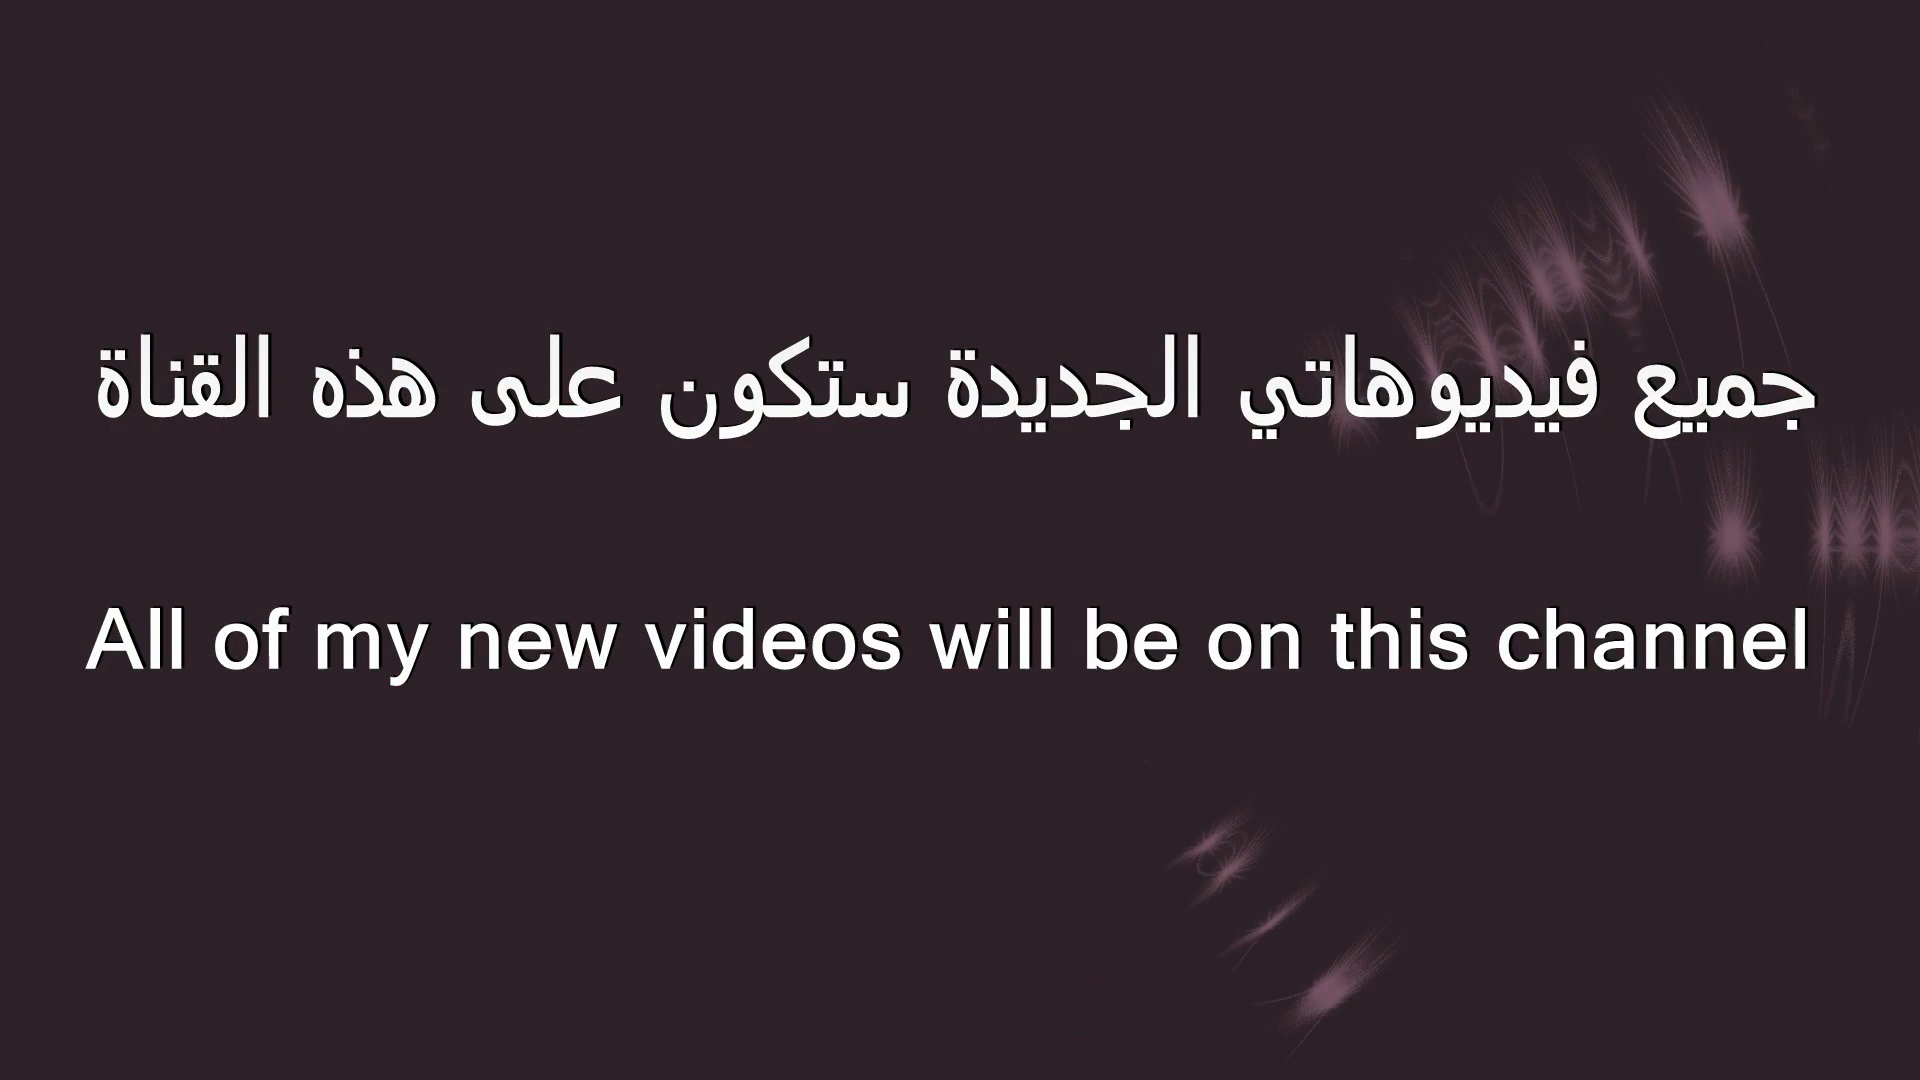 جميع فيديوهاتي الجديدة ستكون على هذه القناة
All of my new videos will be on this channel